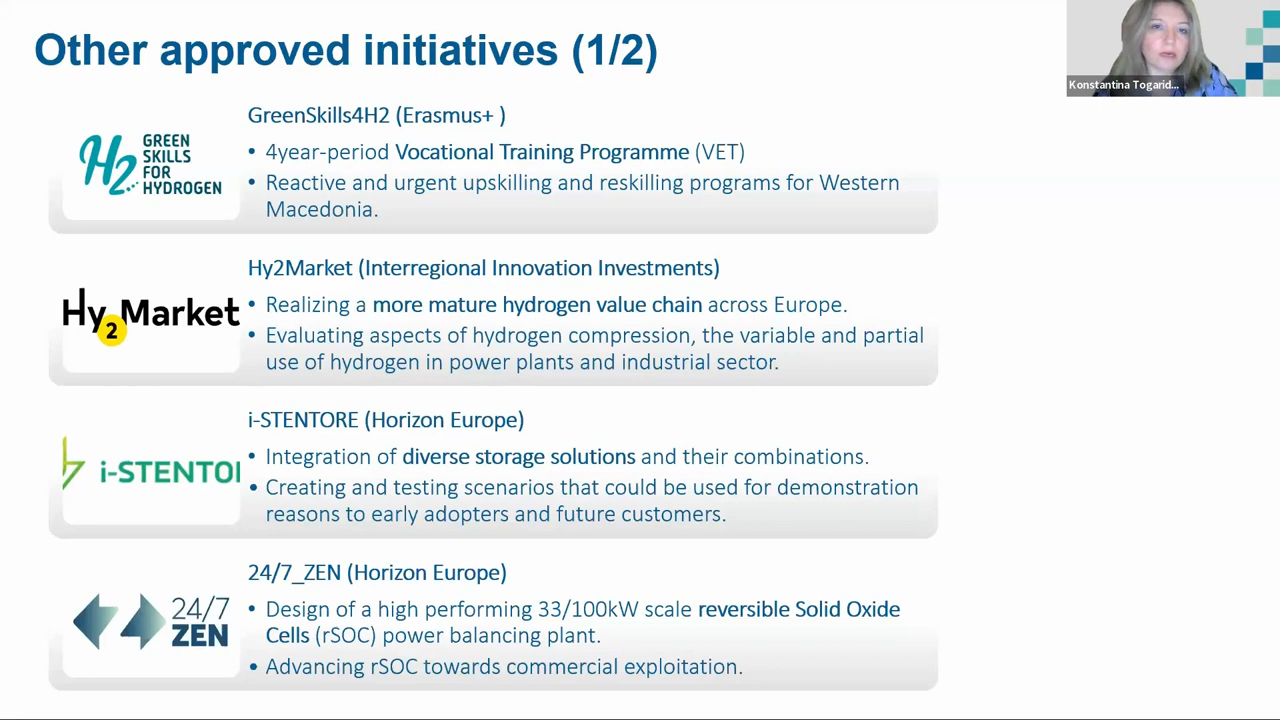 Other approved initiatives (1/2)
Konstantina Togarid...
GreenSkills4H2 (Erasmus+ )
H2
GREEN
SKILLS
FOR
HYDROGEN
• 4year-period Vocational Training Programme (VET)
• Reactive and urgent upskilling and reskilling programs for Western
Macedonia.
Hy2Market (Interregional Innovation Investments)
Hy2Market
• Realizing a more mature hydrogen value chain across Europe.
• Evaluating aspects of hydrogen compression, the variable and partial
use of hydrogen in power plants and industrial sector.
i-STENTORE (Horizon Europe)
i-STENTO
• Integration of diverse storage solutions and their combinations.
• Creating and testing scenarios that could be used for demonstration
reasons to early adopters and future customers.
24/7_ZEN (Horizon Europe)
24/7
ZEN
• Design of a high performing 33/100kW scale reversible Solid Oxide
Cells (rSOC) power balancing plant.
• Advancing rSOC towards commercial exploitation.